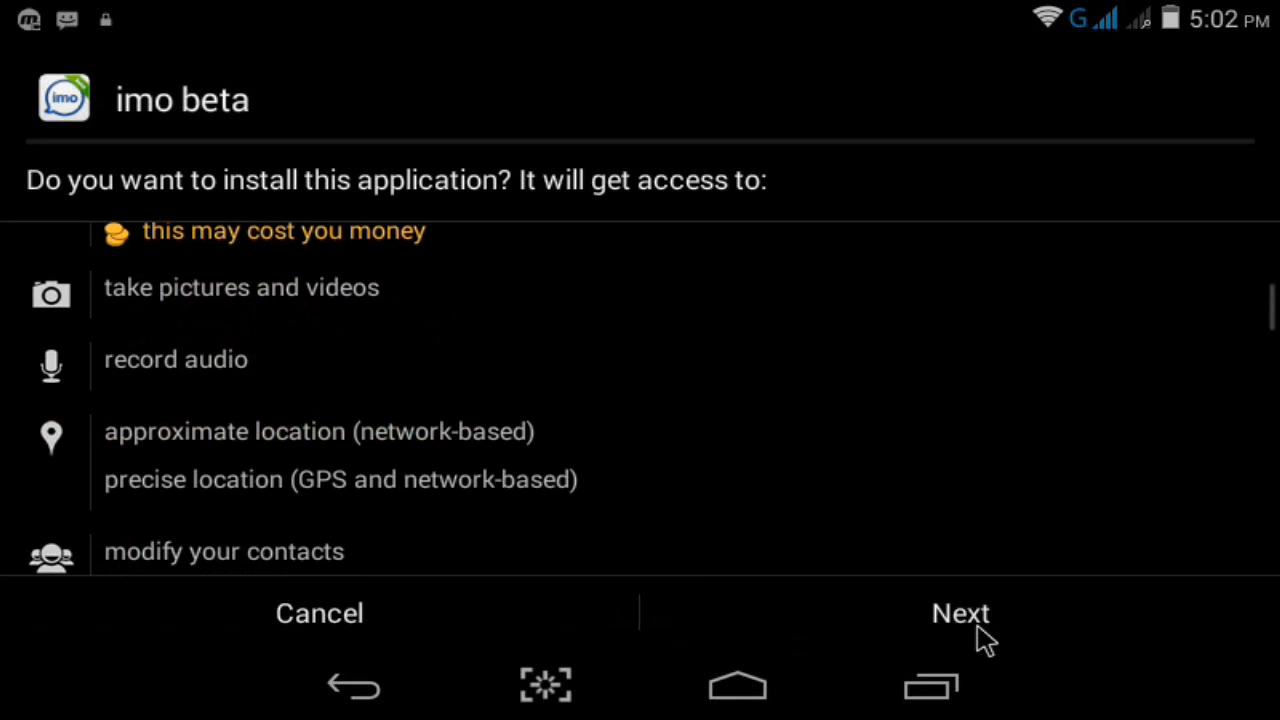 G 5:02 PM
imo imo beta
Do you want to install this application? It will get access to:
this may cost you money
take pictures and videos
record audio
approximate location (network-based)
precise location (GPS and network-based)
modify your contacts
Cancel Next